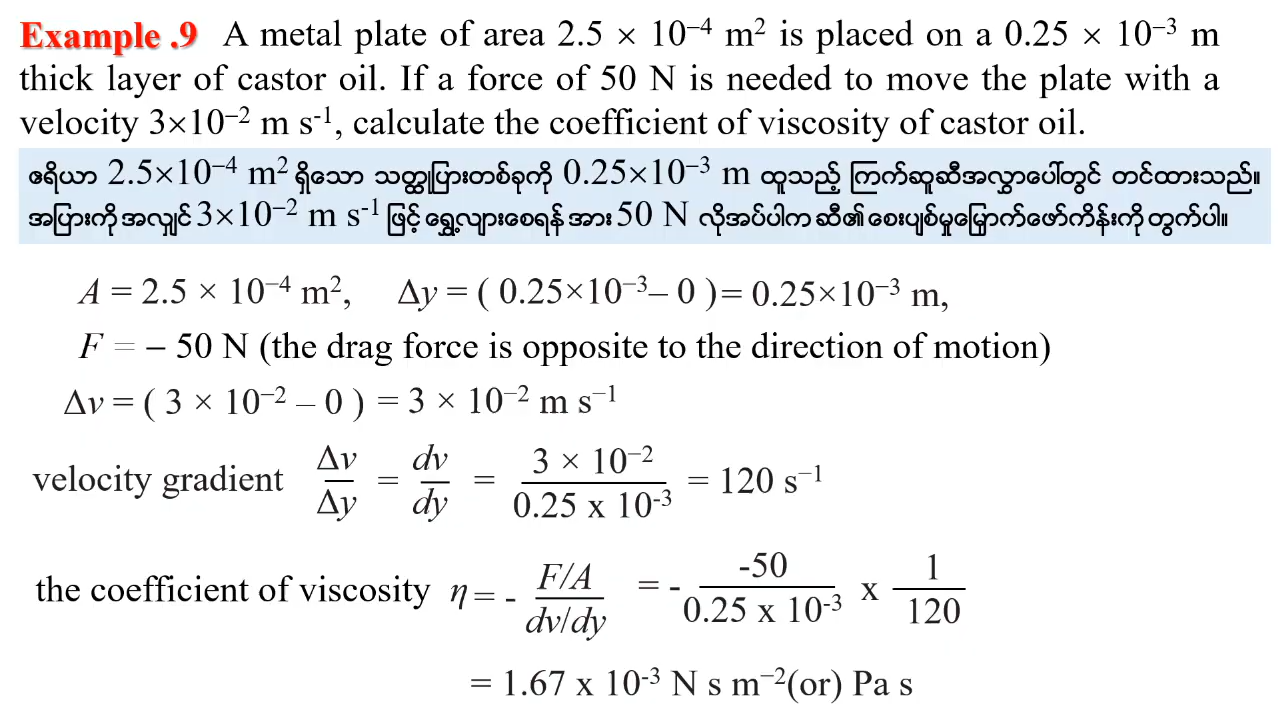 Example .9 A metal plate of area 2.5 × 10⁻⁴ m² is placed on a 0.25 × 10⁻³ m
thick layer of castor oil. If a force of 50 N is needed to move the plate with a
velocity 3×10⁻² m s⁻¹, calculate the coefficient of viscosity of castor oil.
ဧရိယာ 2.5×10⁻⁴ m² ရှိသော သတ္ထုပြားတစ်ခုကို 0.25×10⁻³ m ထူသည့် ကြက်ဆူဆီအလွှာပေါ်တွင် တင်ထားသည်။
အပြားကို အလျင် 3×10⁻² m s⁻¹ ဖြင့် ရွေ့လျားစေရန် အား 50 N လိုအပ်ပါက ဆီ၏ စေးပျစ်မှုမြှောက်ဖော်ကိန်းကို တွက်ပါ။
A = 2.5 × 10⁻⁴ m², Δy = ( 0.25×10⁻³– 0 )= 0.25×10⁻³ m,
F = – 50 N (the drag force is opposite to the direction of motion)
Δv = ( 3 × 10⁻² – 0 ) = 3 × 10⁻² m s⁻¹
velocity gradient Δv/Δy = dv/dy = 3 × 10⁻²/0.25 x 10⁻³ = 120 s⁻¹
the coefficient of viscosity η = - F/A / dv/dy = - -50/0.25 x 10⁻³ x 1/120
= 1.67 x 10⁻³ N s m⁻²(or) Pa s